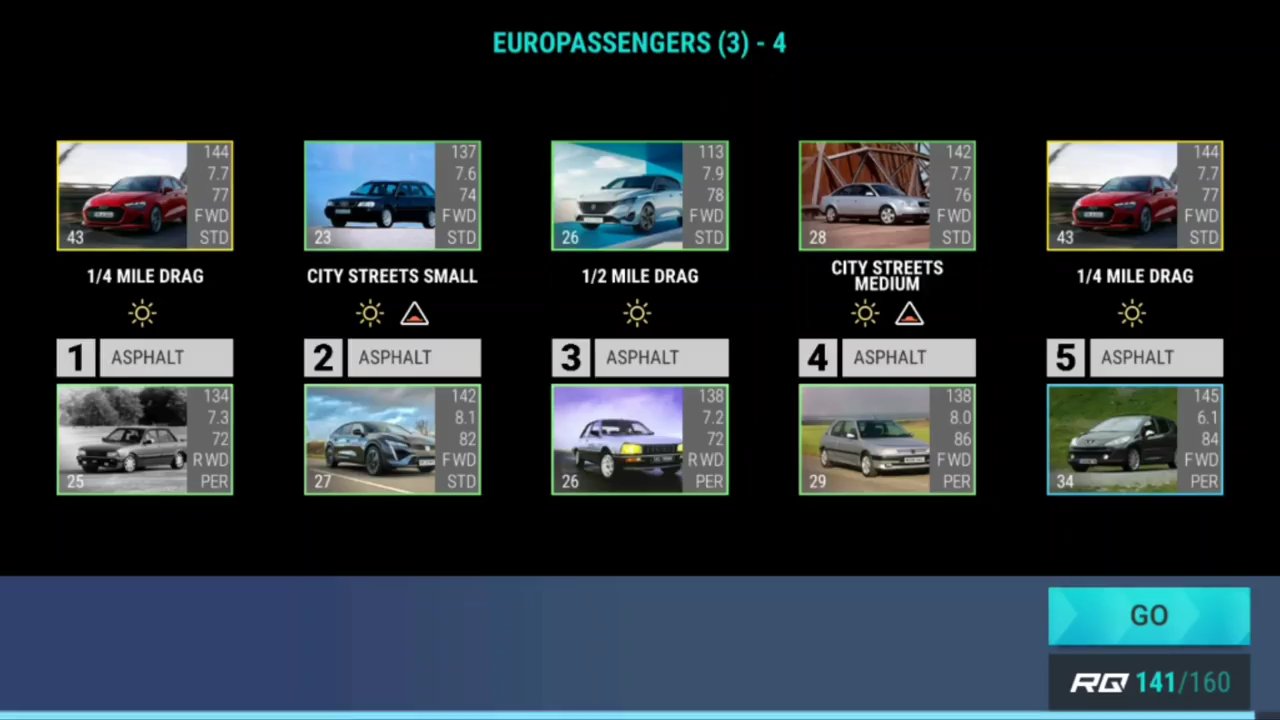 EUROPASSENGERS (3) - 4
144
7.7
77
FWD
43 STD
137
7.6
74
FWD
23 STD
113
7.9
78
FWD
26 STD
142
7.7
76
FWD
28 STD
144
7.7
77
FWD
43 STD
1/4 MILE DRAG
CITY STREETS SMALL
1/2 MILE DRAG
CITY STREETS
MEDIUM
1/4 MILE DRAG
1 ASPHALT
2 ASPHALT
3 ASPHALT
4 ASPHALT
5 ASPHALT
134
7.3
72
RWD
25 PER
142
8.1
82
FWD
27 STD
138
7.2
72
RWD
26 PER
138
8.0
86
FWD
29 PER
145
6.1
84
FWD
34 PER
GO
RQ 141/160